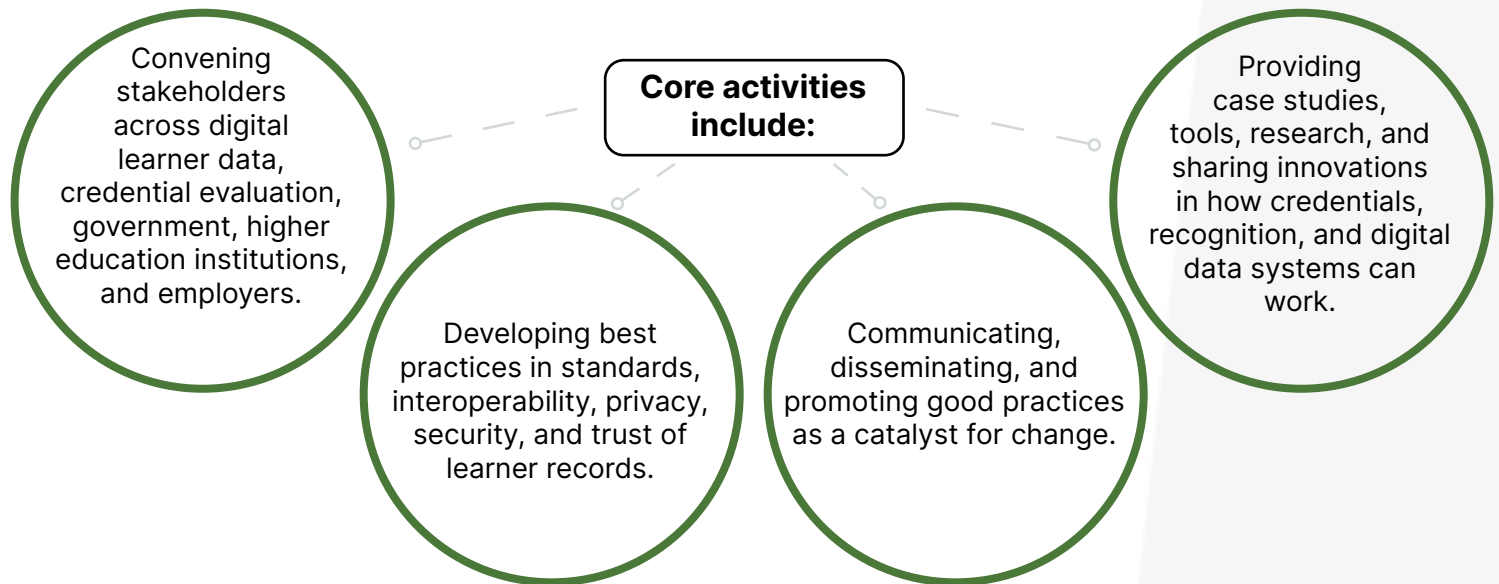 Core activities
include:
Convening
stakeholders
across digital
learner data,
credential evaluation,
government, higher
education institutions,
and employers.
Developing best
practices in standards,
interoperability, privacy,
security, and trust of
learner records.
Communicating,
disseminating, and
promoting good practices
as a catalyst for change.
Providing
case studies,
tools, research, and
sharing innovations
in how credentials,
recognition, and digital
data systems can
work.